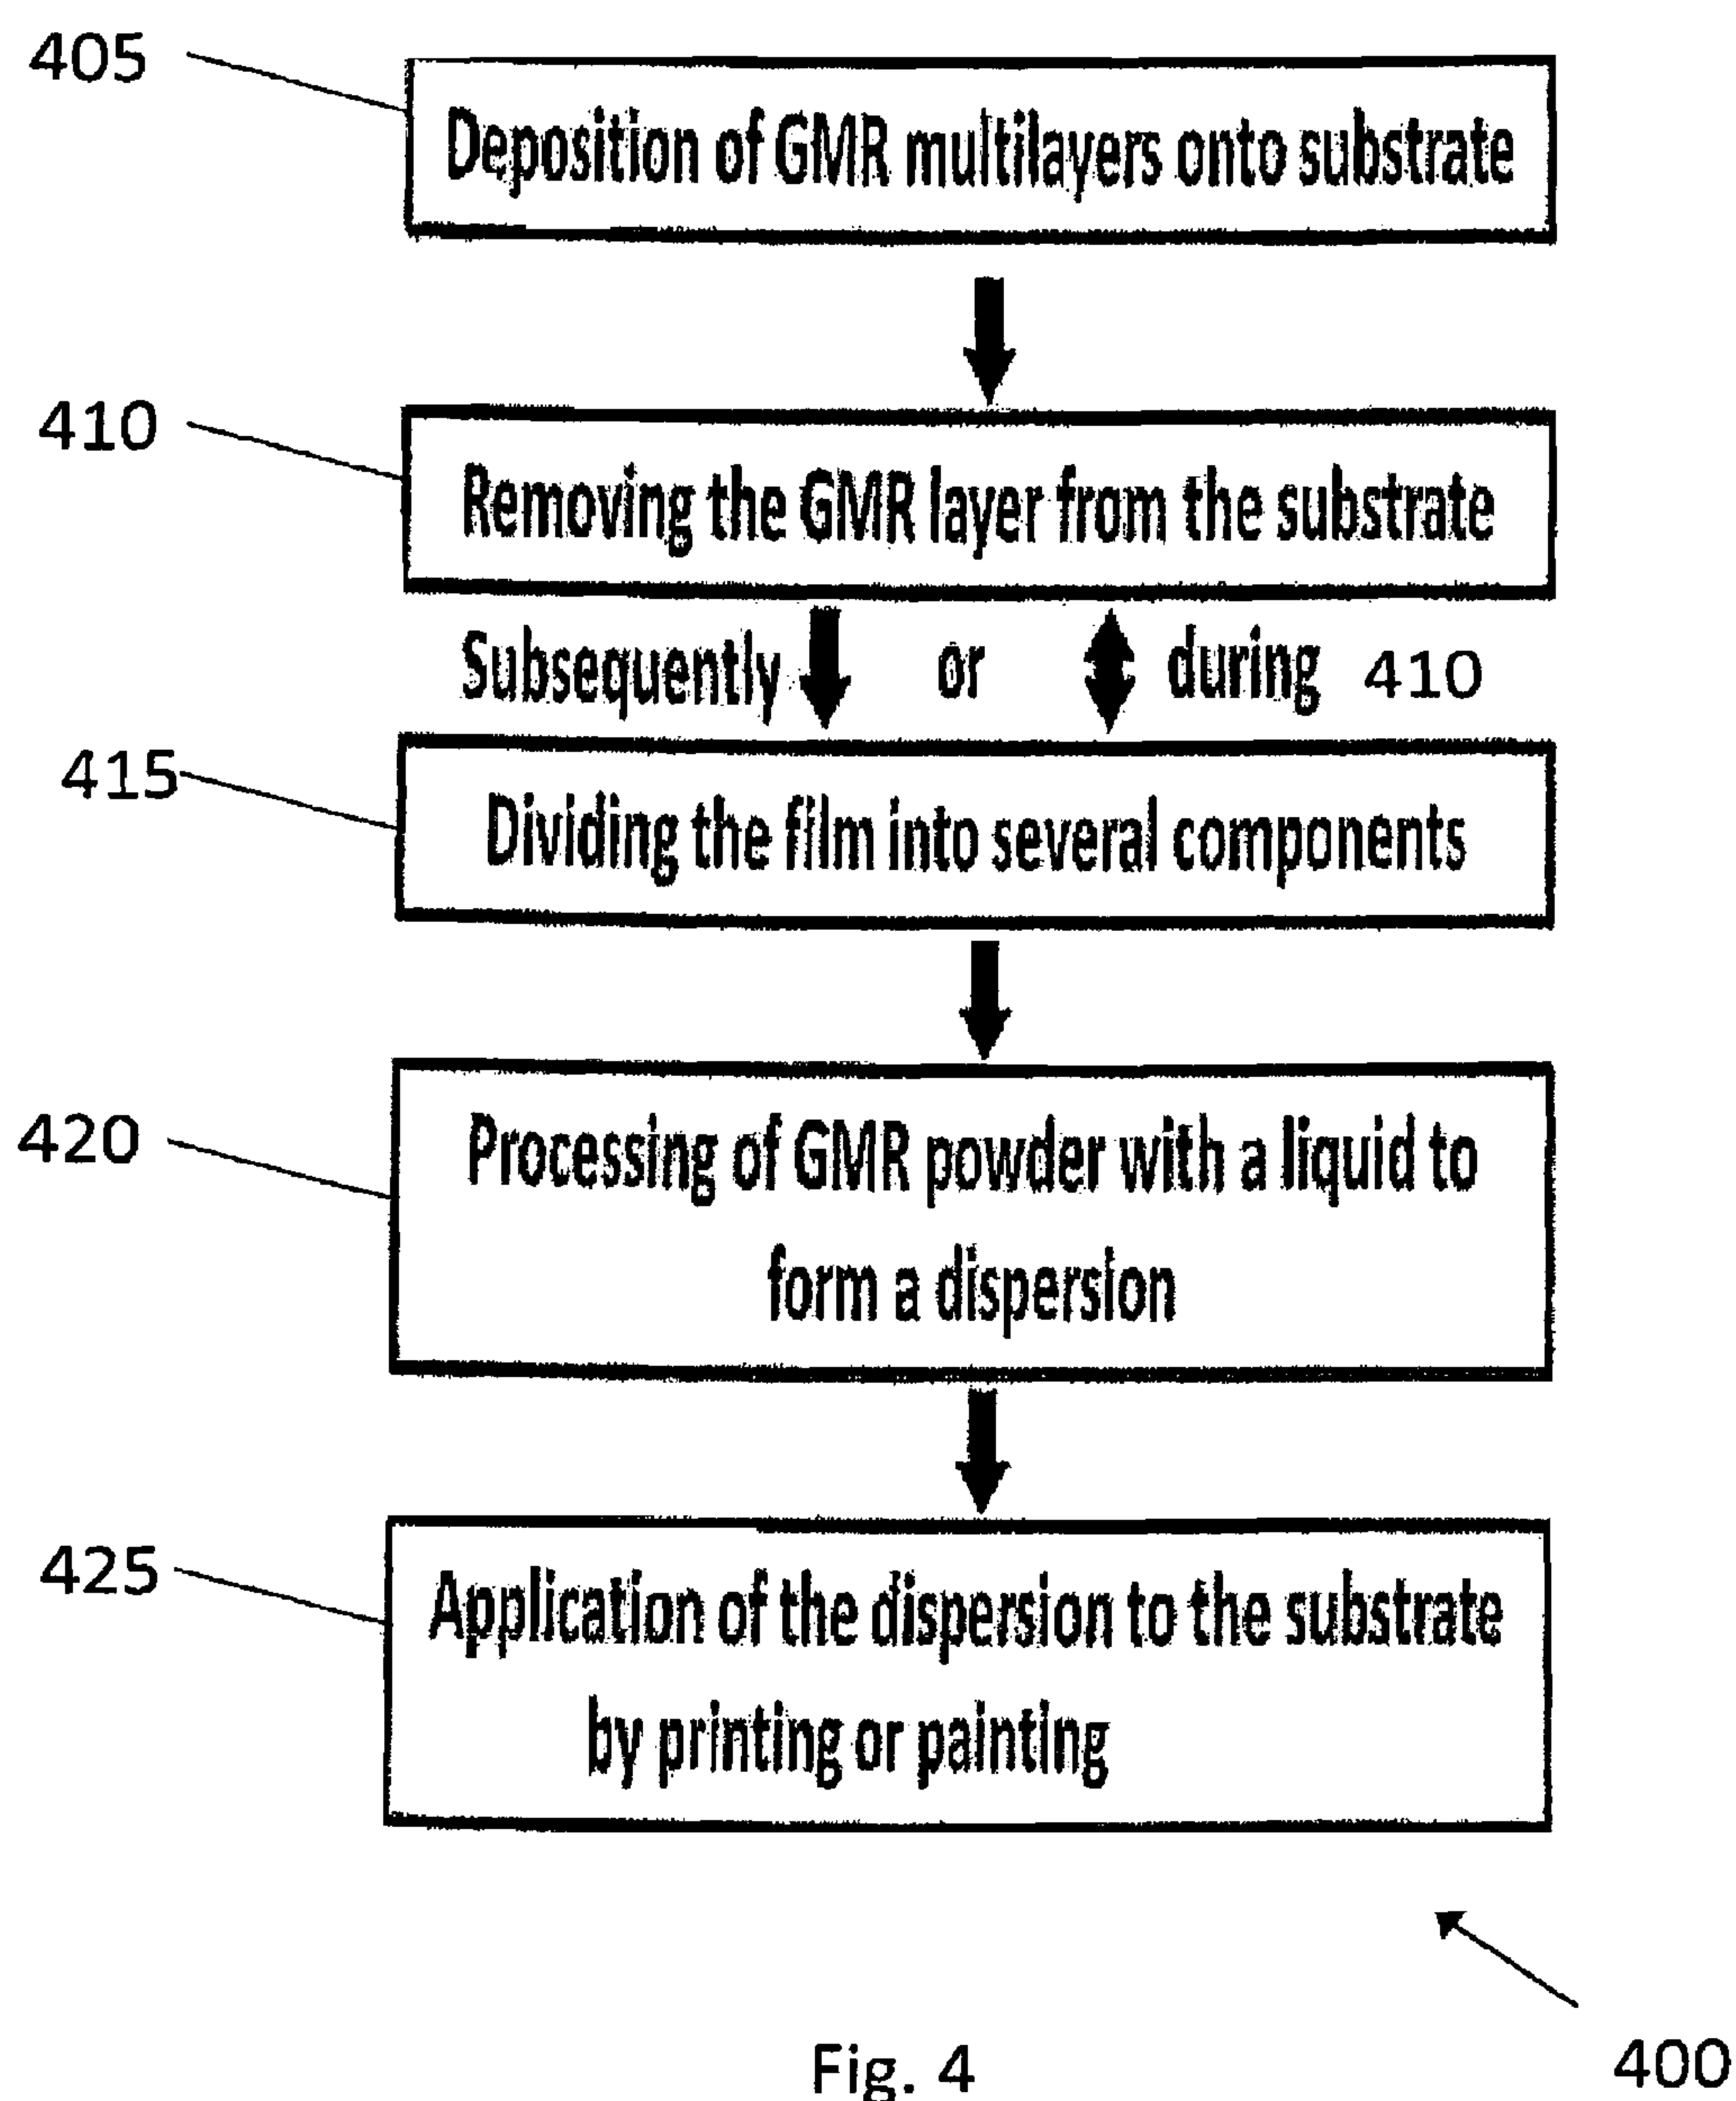 405
Deposition of GMR multilayers onto substrate
410
Removing the GMR layer from the substrate
Subsequently or during 410
415
Dividing the film into several components
420
Processing of GMR powder with a liquid to
form a dispersion
425
Application of the dispersion to the substrate
by printing or painting
400
Fig. 4